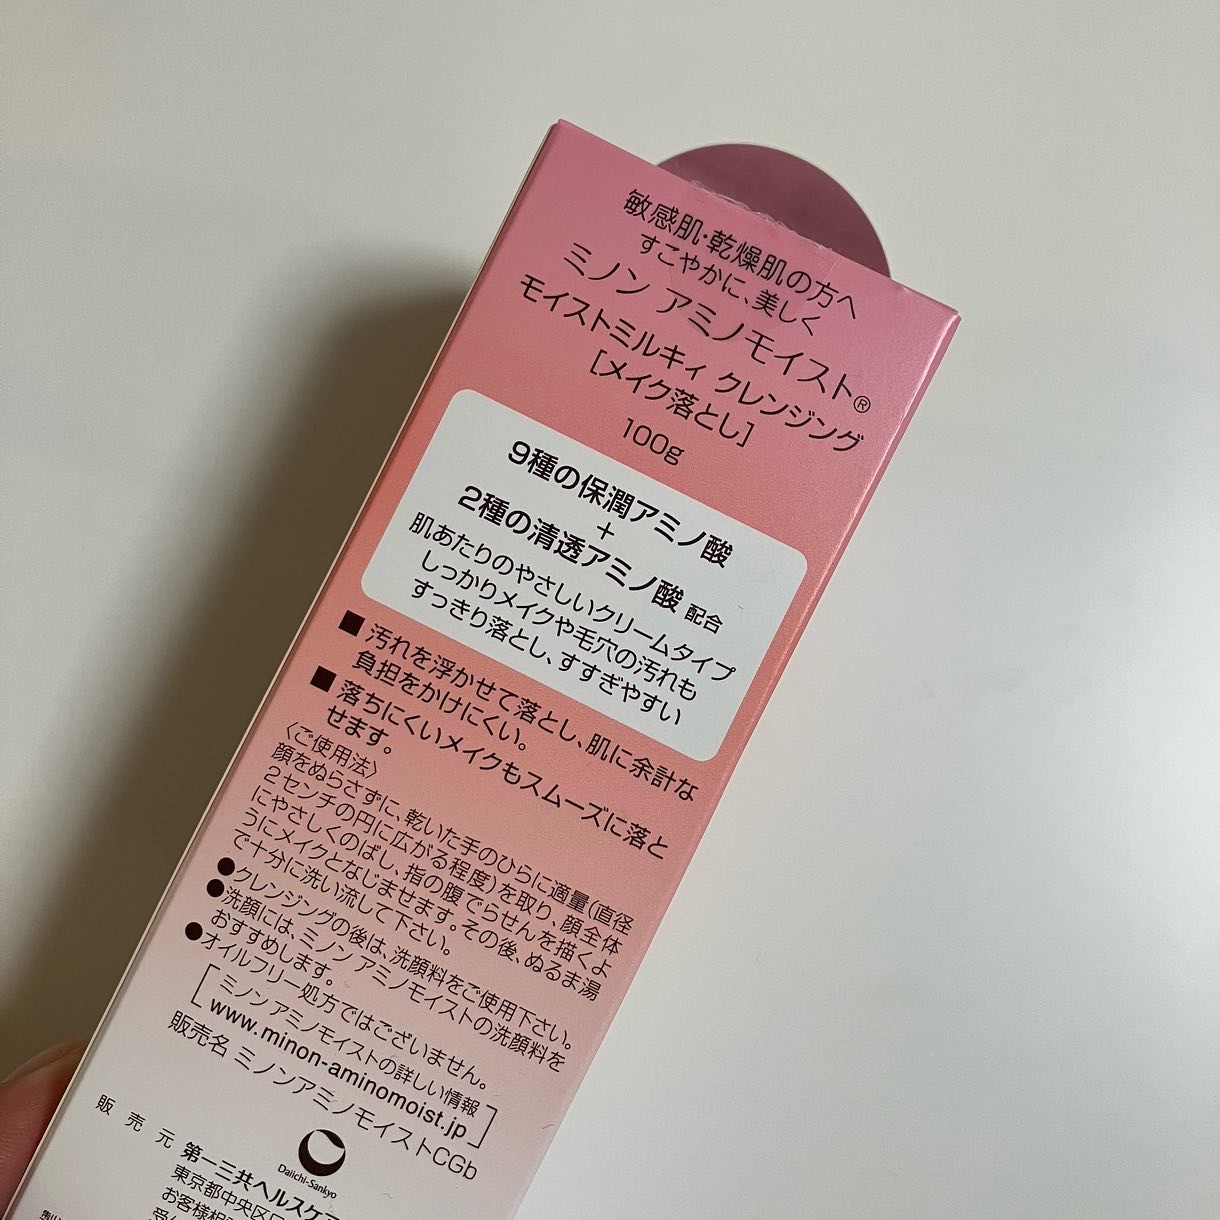 敏感肌・乾燥肌の方へ
すこやかに、美しく
ミノン アミノモイスト®
モイストミルキィ クレンジング
[メイク落とし]
100g
9種の保潤アミノ酸
+
2種の清透アミノ酸 配合
肌あたりのやさしいクリームタイプ
しっかりメイクや毛穴の汚れも
すっきり落とし、すすぎやすい
■ 汚れを浮かせて落とし、肌に余計な
負担をかけにくい。
■ 落ちにくいメイクもスムーズに落と
せます。
〈ご使用法〉
顔をぬらさずに、乾いた手のひらに適量(直径
2センチの円に広がる程度)を取り、顔全体
にやさしくのばし、指の腹でらせんを描くよ
うにメイクとなじませます。その後、ぬるま湯
で十分に洗い流して下さい。
●クレンジングの後は、洗顔料をご使用下さい。
●洗顔には、ミノン アミノモイストの洗顔料を
おすすめします。
●オイルフリー処方ではございません。
[ミノン アミノモイストの詳しい情報
www.minon-aminomoist.jp]
販売名 ミノンアミノモイストCGb
Daiichi-Sankyo
販売元 第一三共ヘルスケア
東京都中央区日
お客様相